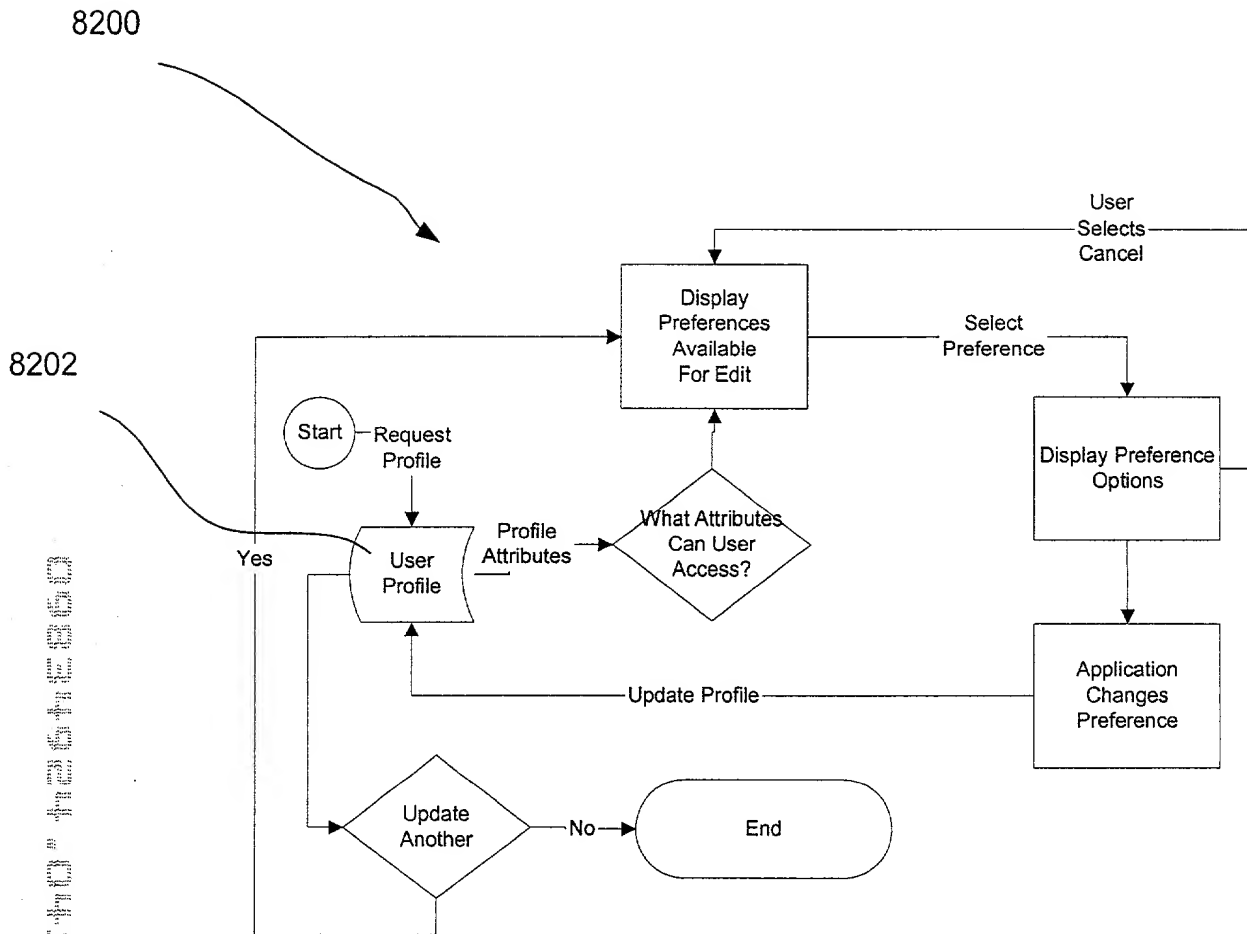 8200
User
Selects
Cancel
Display
Preferences
Available
For Edit
Select
Preference
8202
Start
Request
Profile
Display Preference
Options
What Attributes
Can User
Access?
Profile
Attributes
User
Profile
Yes
Application
Changes
Preference
Update Profile
Update
Another
No
End